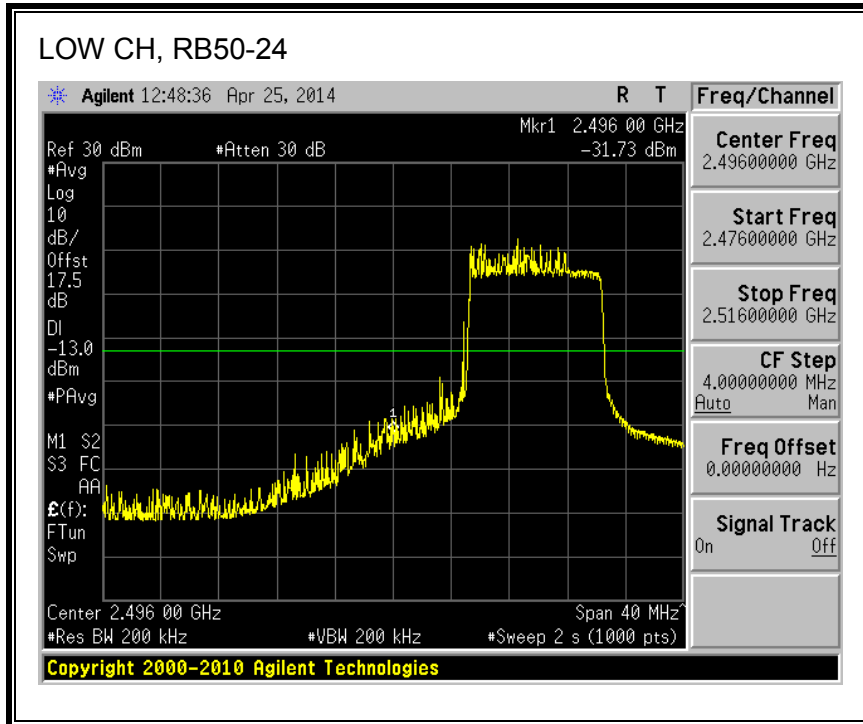 LOW CH, RB50-24
Agilent 12:48:36 Apr 25, 2014 R T
Mkr1 2.496 00 GHz
Ref 30 dBm #Atten 30 dB -31.73 dBm
#Avg
Log
10
dB/
Offst
17.5
dB
DI
-13.0
dBm
#PAvg
M1 S2
S3 FC
AA
£(f):
FTun
Swp
1
Center 2.496 00 GHz Span 40 MHz^
#Res BW 200 kHz #VBW 200 kHz #Sweep 2 s (1000 pts)
Copyright 2000-2010 Agilent Technologies
Freq/Channel
Center Freq
2.49600000 GHz
Start Freq
2.47600000 GHz
Stop Freq
2.51600000 GHz
CF Step
4.00000000 MHz
Auto Man
Freq Offset
0.00000000 Hz
Signal Track
On Off